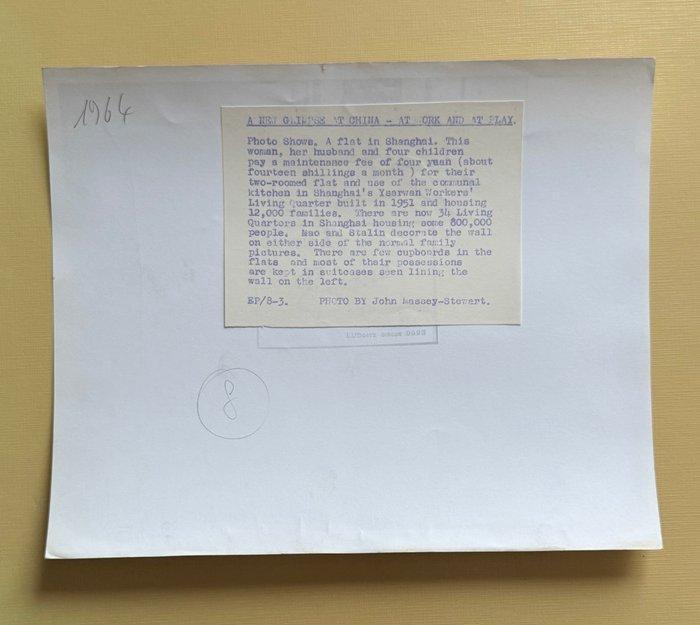 1964
A NEW GLIMPSE AT CHINA - AT WORK AND AT PLAY.
Photo Shows. A flat in Shanghai. This
woman, her husband and four children
pay a maintenance fee of four yuan (about
fourteen shillings a month ) for their
two-roomed flat and use of the communal
kitchen in Shanghai's Ysarwan Workers'
Living Quarter built in 1951 and housing
12,000 families. There are now 34 Living
Quarters in Shanghai housing some 800,000
people. Mao and Stalin decorate the wall
on either side of the normal family
pictures. There are few cupboards in the
flats and most of their possessions
are kept in suitcases seen lining the
wall on the left.
EP/8-3. PHOTO BY John Massey-Stewart.
8